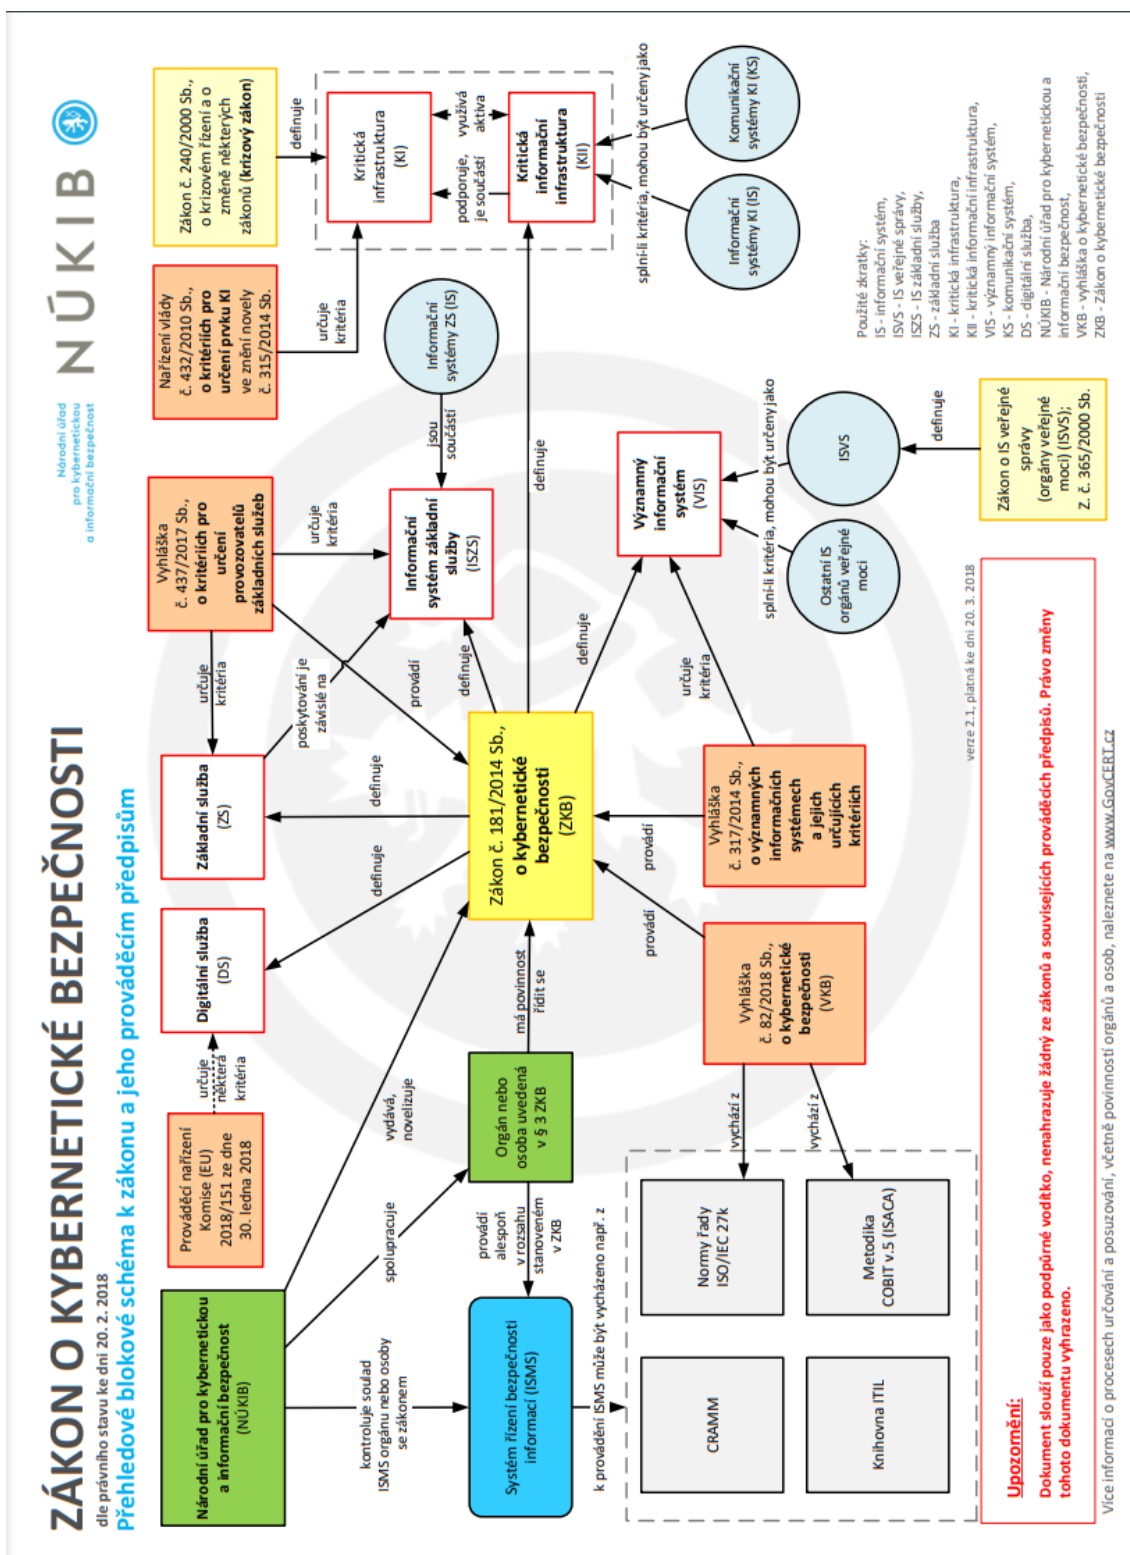 ZÁKON O KYBERNETICKÉ BEZPEČNOSTI
dle právního stavu ke dni 20. 2. 2018
Přehledové blokové schéma k zákonu a jeho prováděcím předpisům
Národní úřad
pro kybernetickou
a informační bezpečnost
NÚKIB
Národní úřad pro kybernetickou
a informační bezpečnost
(NÚKIB)
Prováděcí nařízení
Komise (EU)
2018/151 ze dne
30. ledna 2018
určuje
některá
kritéria
Digitální služba
(DS)
Základní služba
(ZS)
určuje
kritéria
Vyhláška
č. 437/2017 Sb.,
o kritériích pro
určení
provozovatelů
základních služeb
Nařízení vlády
č. 432/2010 Sb.,
o kritériích pro
určení prvku KI
ve znění novely
č. 315/2014 Sb.
Zákon č. 240/2000 Sb.,
o krizovém řízení a o
změně některých
zákonů (krizový zákon)
určuje
kritéria
definuje
poskytování je
závislé na
určuje
kritéria
Informační
systémy ZS (IS)
jsou
součástí
Kritická
infrastruktura
(KI)
podporuje,
je součástí
využívá
aktiva
Kritická
informační
infrastruktura
(KII)
vydává,
novelizuje
spolupracuje
kontroluje soulad
ISMS orgánu nebo osoby
se zákonem
definuje
definuje
provádí
definuje
Informační
systém základní
služby
(ISZS)
Systém řízení bezpečnosti
informací (ISMS)
provádí
alespoň
v rozsahu
stanoveném
v ZKB
Orgán nebo
osoba uvedená
v § 3 ZKB
má povinnost
řídit se
Zákon č. 181/2014 Sb.,
o kybernetické
bezpečnosti
(ZKB)
definuje
definuje
splní-li kritéria, mohou být určeny jako
Informační
systémy KI (IS)
Komunikační
systémy KI (KS)
k provádění ISMS může být vycházeno např. z
CRAMM
Normy řady
ISO/IEC 27k
Knihovna ITIL
Metodika
COBIT v.5 (ISACA)
vychází z
vychází z
Vyhláška
č. 82/2018 Sb.,
o kybernetické
bezpečnosti
(VKB)
provádí
provádí
Vyhláška
č. 317/2014 Sb.,
o významných
informačních
systémech
a jejich
určujících
kritériích
určuje
kritéria
Významný
informační
systém
(VIS)
splní-li kritéria, mohou být určeny jako
Ostatní IS
orgánů veřejné
moci
ISVS
definuje
Zákon o IS veřejné
správy
(orgány veřejné
moci) (ISVS);
Z. č. 365/2000 Sb.
Použité zkratky:
IS - informační systém,
ISVS - IS veřejné správy,
ISZS - IS základní služby,
ZS - základní služba
KI - kritická infrastruktura,
KII - kritická informační infrastruktura,
VIS - významný informační systém,
KS - komunikační systém,
DS - digitální služba,
NÚKIB - Národní úřad pro kybernetickou a
informační bezpečnost,
VKB - vyhláška o kybernetické bezpečnosti,
ZKB - Zákon o kybernetické bezpečnosti
verze 2.1, platná ke dni 20. 3. 2018
Upozornění:
Dokument slouží pouze jako podpůrné vodítko, nenahrazuje žádný ze zákonů a souvisejících prováděcích předpisů. Právo změny
tohoto dokumentu vyhrazeno.
Více informací o procesech určování a posuzování, včetně povinností orgánů a osob, naleznete na www.GovCERT.cz